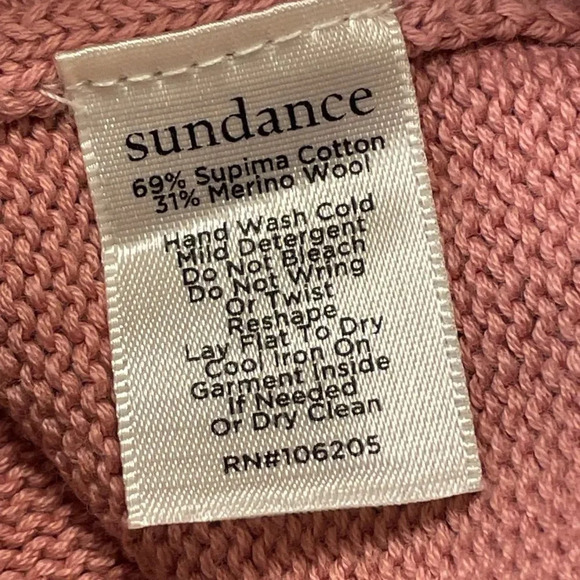 sundance
69% Supima Cotton
31% Merino Wool
Hand Wash Cold
Mild Detergent
Do Not Bleach
Do Not Wring
Or Twist
Reshape
Lay Flat To Dry
Cool Iron On
Garment Inside
If Needed
Or Dry Clean
RN#106205